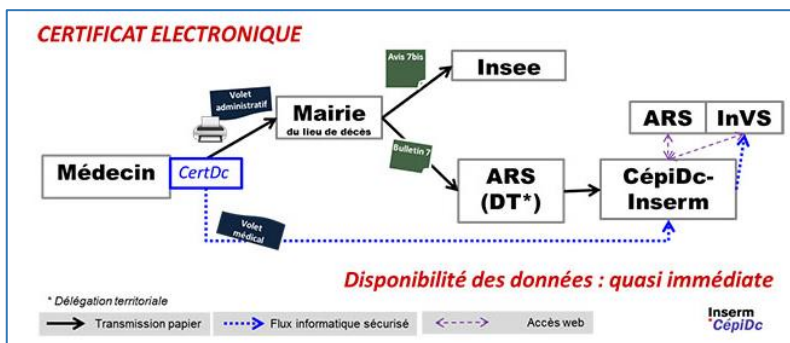 CERTIFICAT ELECTRONIQUE
Avis 7bis
Insee
Volet
administratif
Mairie
du lieu de décès
ARS
InVS
Bulletin 7
Médecin
CertDc
ARS
(DT*)
CépiDc-
Inserm
Volet
médical
Disponibilité des données : quasi immédiate
* Délégation territoriale
Transmission papier
Flux informatique sécurisé
Accès web
Inserm
CépiDc